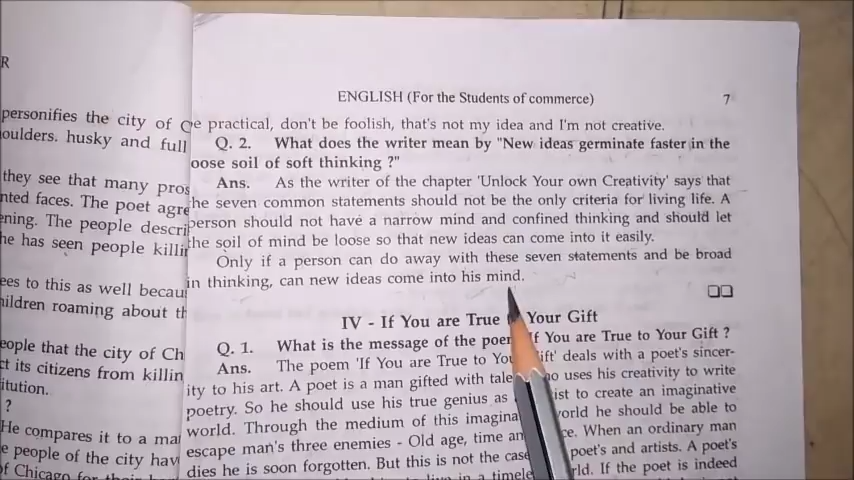 R
personifies the city of C
oulders. husky and full
they see that many pros
nted faces. The poet agre
ening. The people descri
he has seen people killi
ees to this as well becau
hildren roaming about th
eople that the city of Ch
ct its citizens from killin
itution.
?
He compares it to a ma
e people of the city hav
of Chicago for their
ENGLISH (For the Students of commerce) 7
e practical, don't be foolish, that's not my idea and I'm not creative.
Q. 2. What does the writer mean by "New ideas germinate faster in the
oose soil of soft thinking ?"
Ans. As the writer of the chapter 'Unlock Your own Creativity' says that
he seven common statements should not be the only criteria for living life. A
person should not have a narrow mind and confined thinking and should let
the soil of mind be loose so that new ideas can come into it easily.
Only if a person can do away with these seven statements and be broad
in thinking, can new ideas come into his mind.
IV - If You are True to Your Gift
Q. 1. What is the message of the poem 'If You are True to Your Gift ?
Ans. The poem 'If You are True to You ift' deals with a poet's sincer-
ity to his art. A poet is a man gifted with tale o uses his creativity to write
poetry. So he should use his true genius as ist to create an imaginative
world. Through the medium of this imagina world he should be able to
escape man's three enemies - Old age, time an ce. When an ordinary man
dies he is soon forgotten. But this is not the case poet's and artists. A poet's
to live in a timele rld. If the poet is indeed